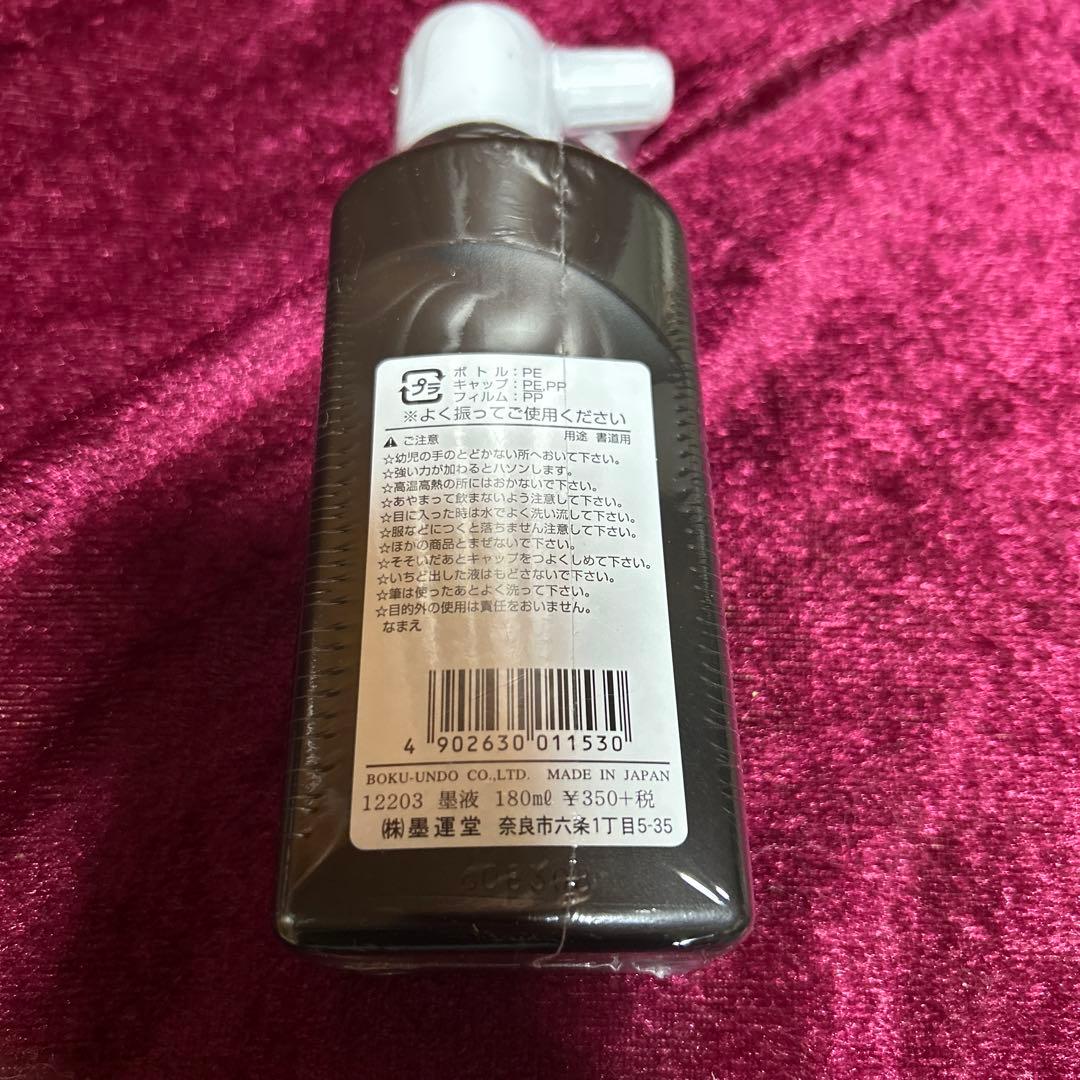 プラ
ボトル：PE
キャップ：PE,PP
フィルム：PP
※よく振ってご使用ください
ご注意 用途 書道用
☆幼児の手のとどかない所へおいて下さい。
☆強い力が加わるとハソンします。
☆高温高熱の所にはおかないで下さい。
☆あやまって飲まないよう注意して下さい。
☆目に入った時は水でよく洗い流して下さい。
☆服などにつくと落ちません注意して下さい。
☆ほかの商品とまぜないで下さい。
☆そそいだあとキャップをつよくしめて下さい。
☆いちど出した液はもどさないで下さい。
☆筆は使ったあとよく洗って下さい。
☆目的外の使用は責任をおいません。
なまえ
4 902630 011530
BOKU-UNDO CO.,LTD. MADE IN JAPAN
12203 墨液 180㎖ ¥350+税
㈱墨運堂 奈良市六条1丁目5-35